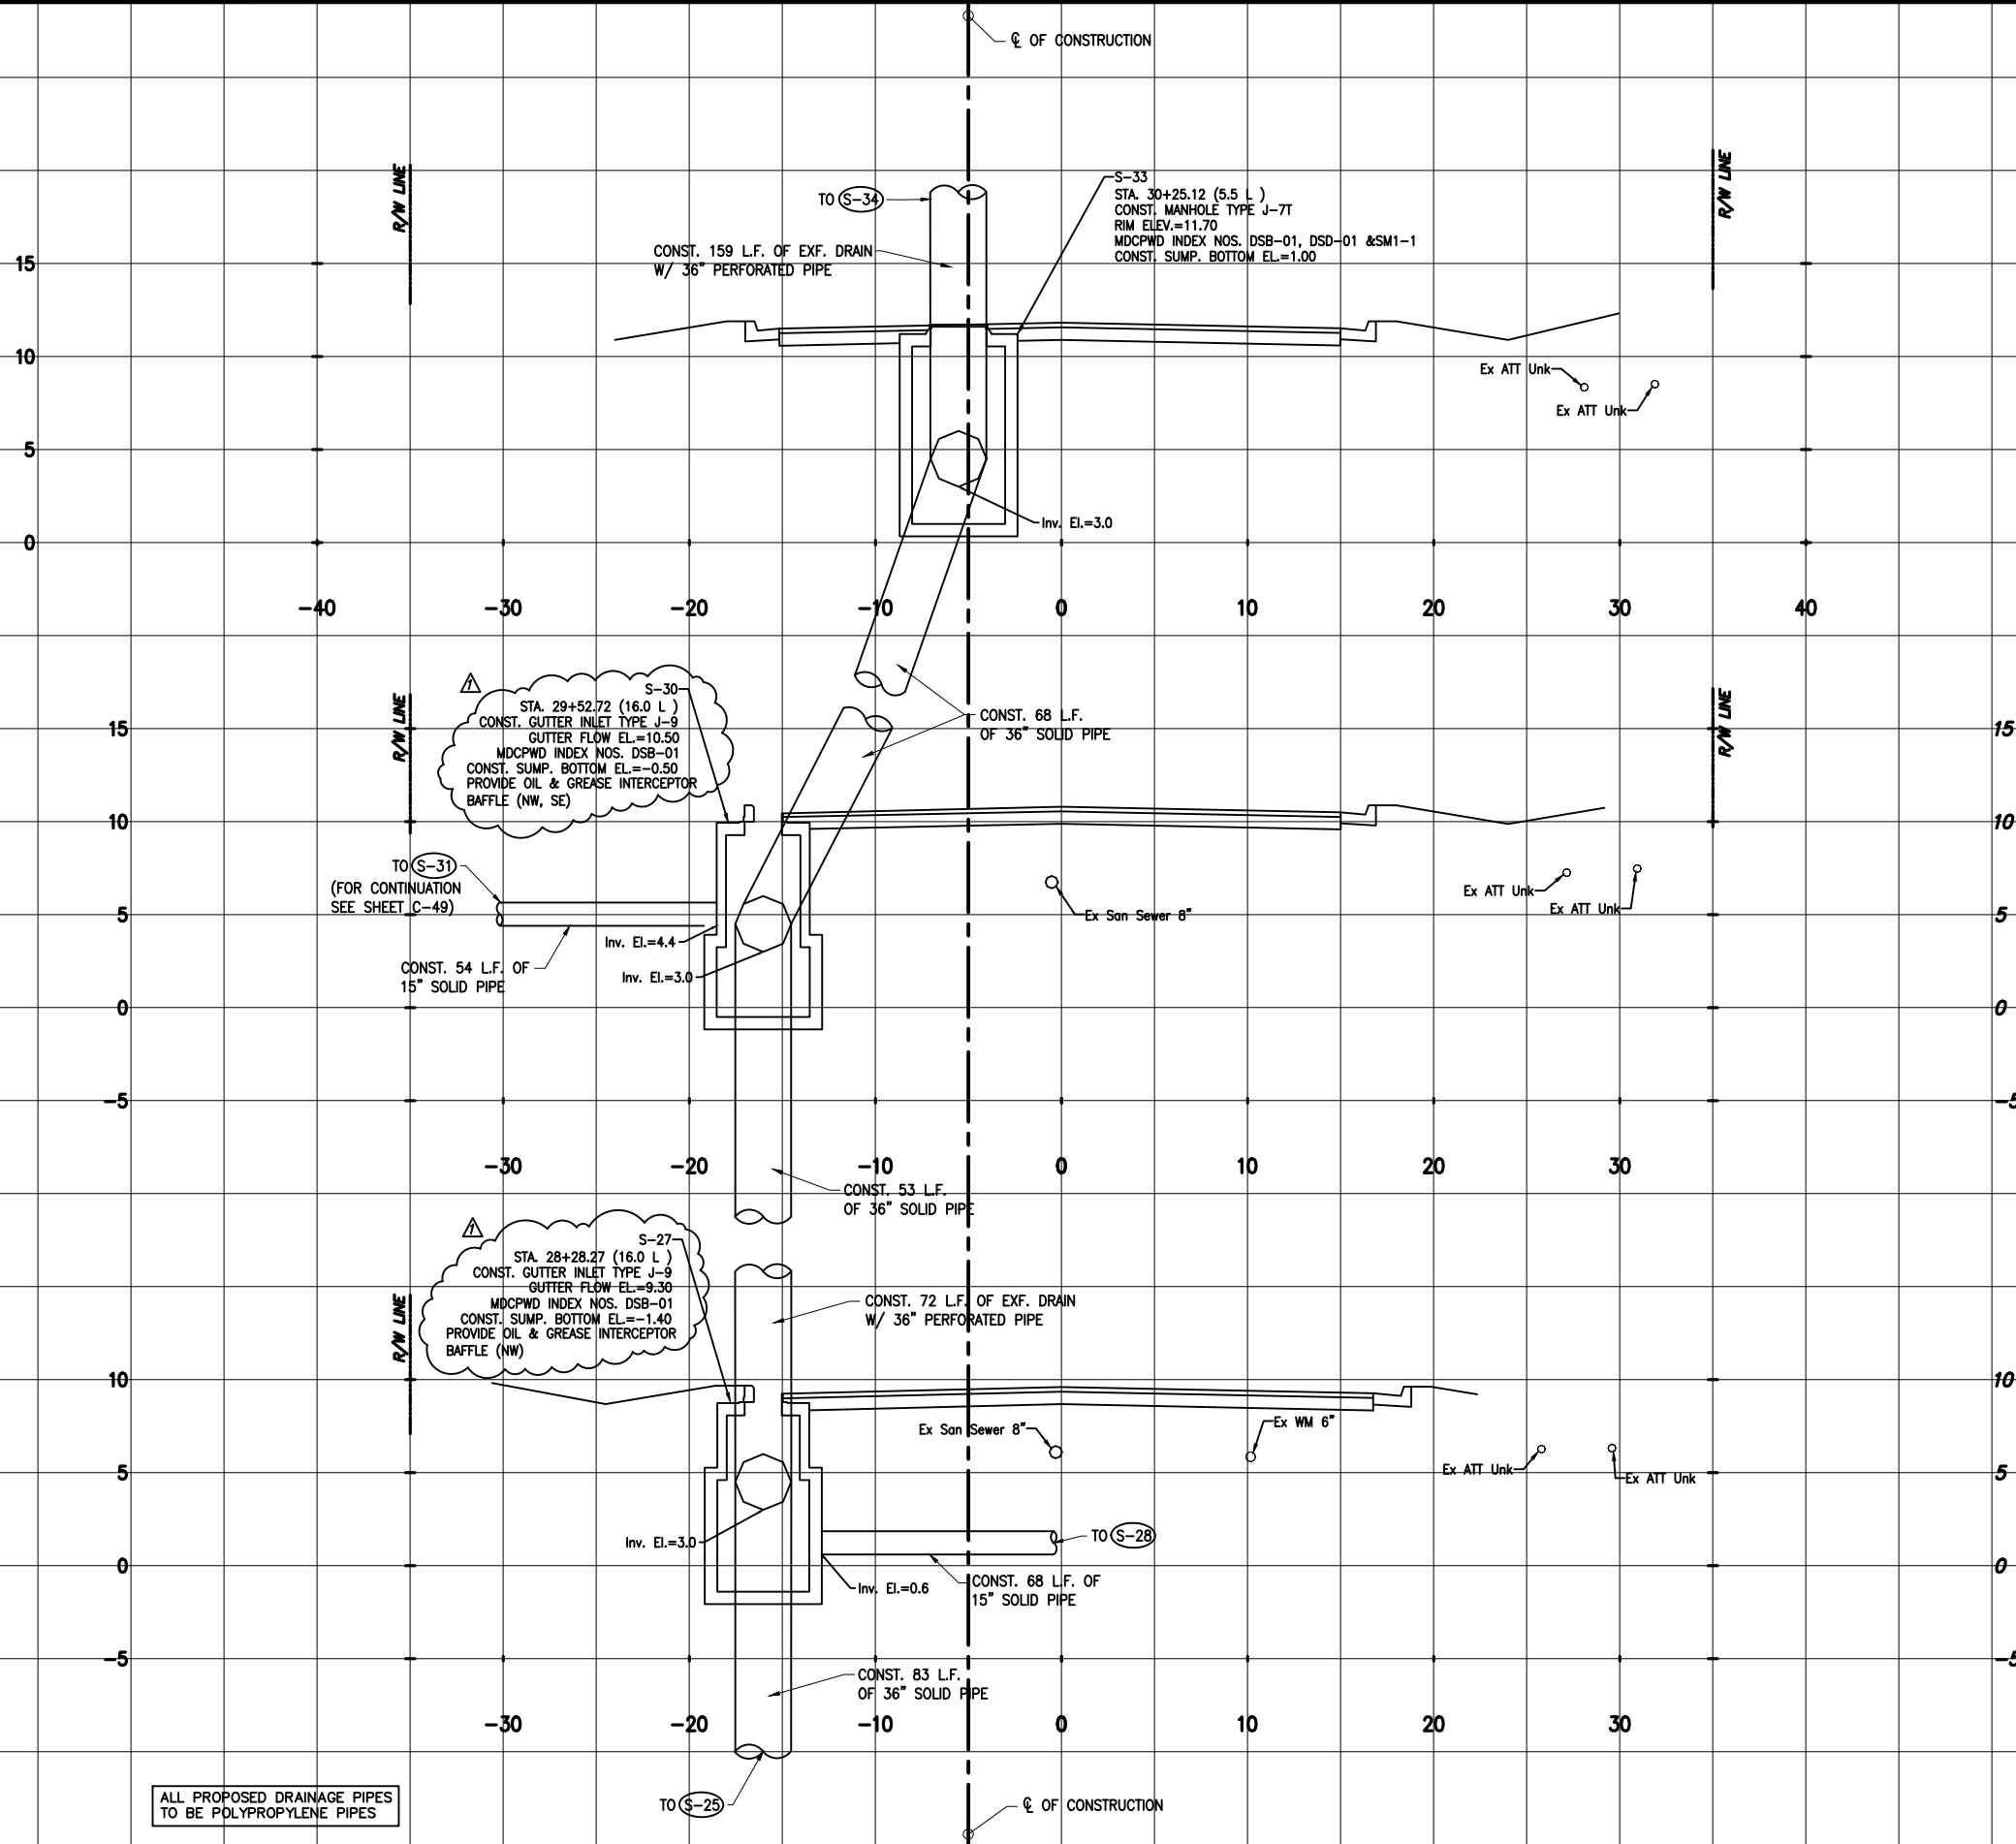 ℄ OF CONSTRUCTION
R/W LINE
R/W LINE
TO S-34
S-33
STA. 30+25.12 (5.5 L )
CONST. MANHOLE TYPE J-7T
RIM ELEV.=11.70
MDCPWD INDEX NOS. DSB-01, DSD-01 &SM1-1
CONST. SUMP. BOTTOM EL.=1.00
CONST. 159 L.F. OF EXF. DRAIN
W/ 36" PERFORATED PIPE
15
10
5
0
Ex ATT Unk
Ex ATT Unk
Inv. El.=3.0
-40 -30 -20 -10 0 10 20 30 40
1
S-30
STA. 29+52.72 (16.0 L )
CONST. GUTTER INLET TYPE J-9
GUTTER FLOW EL.=10.50
MDCPWD INDEX NOS. DSB-01
CONST. SUMP. BOTTOM EL.=-0.50
PROVIDE OIL & GREASE INTERCEPTOR
BAFFLE (NW, SE)
R/W LINE
R/W LINE
CONST. 68 L.F.
OF 36" SOLID PIPE
15 15
10 10
5 5
0 0
-5 -5
TO S-31
(FOR CONTINUATION
SEE SHEET C-49)
Inv. El.=4.4
CONST. 54 L.F. OF
15" SOLID PIPE
Inv. El.=3.0
Ex San Sewer 8"
Ex ATT Unk
Ex ATT Unk
-30 -20 -10 0 10 20 30
CONST. 53 L.F.
OF 36" SOLID PIPE
1
S-27
STA. 28+28.27 (16.0 L )
CONST. GUTTER INLET TYPE J-9
GUTTER FLOW EL.=9.30
MDCPWD INDEX NOS. DSB-01
CONST. SUMP. BOTTOM EL.=-1.40
PROVIDE OIL & GREASE INTERCEPTOR
BAFFLE (NW)
R/W LINE
CONST. 72 L.F. OF EXF. DRAIN
W/ 36" PERFORATED PIPE
10 10
5 5
0 0
-5 -5
Ex San Sewer 8"
Ex WM 6"
Ex ATT Unk
Ex ATT Unk
Inv. El.=3.0
TO S-28
Inv. El.=0.6
CONST. 68 L.F. OF
15" SOLID PIPE
CONST. 83 L.F.
OF 36" SOLID PIPE
-30 -20 -10 0 10 20 30
ALL PROPOSED DRAINAGE PIPES
TO BE POLYPROPYLENE PIPES
TO S-25
℄ OF CONSTRUCTION